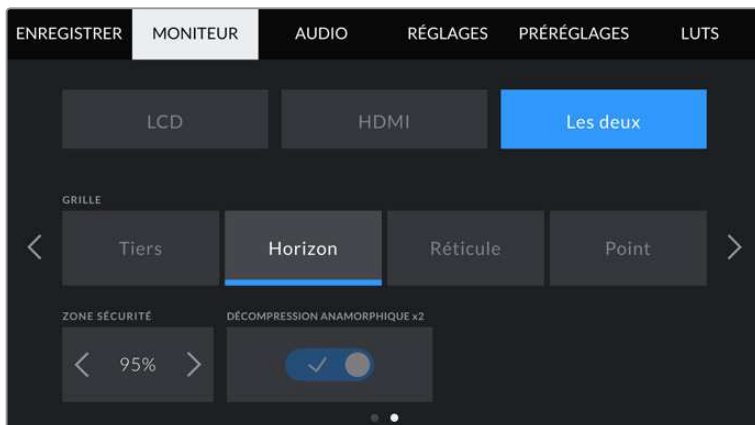 ENREGISTRER MONITEUR AUDIO RÉGLAGES PRÉRÉGLAGES LUTS
LCD HDMI Les deux
GRILLE
Tiers Horizon Réticule Point
ZONE SÉCURITÉ DÉCOMPRESSION ANAMORPHIQUE x2
95%